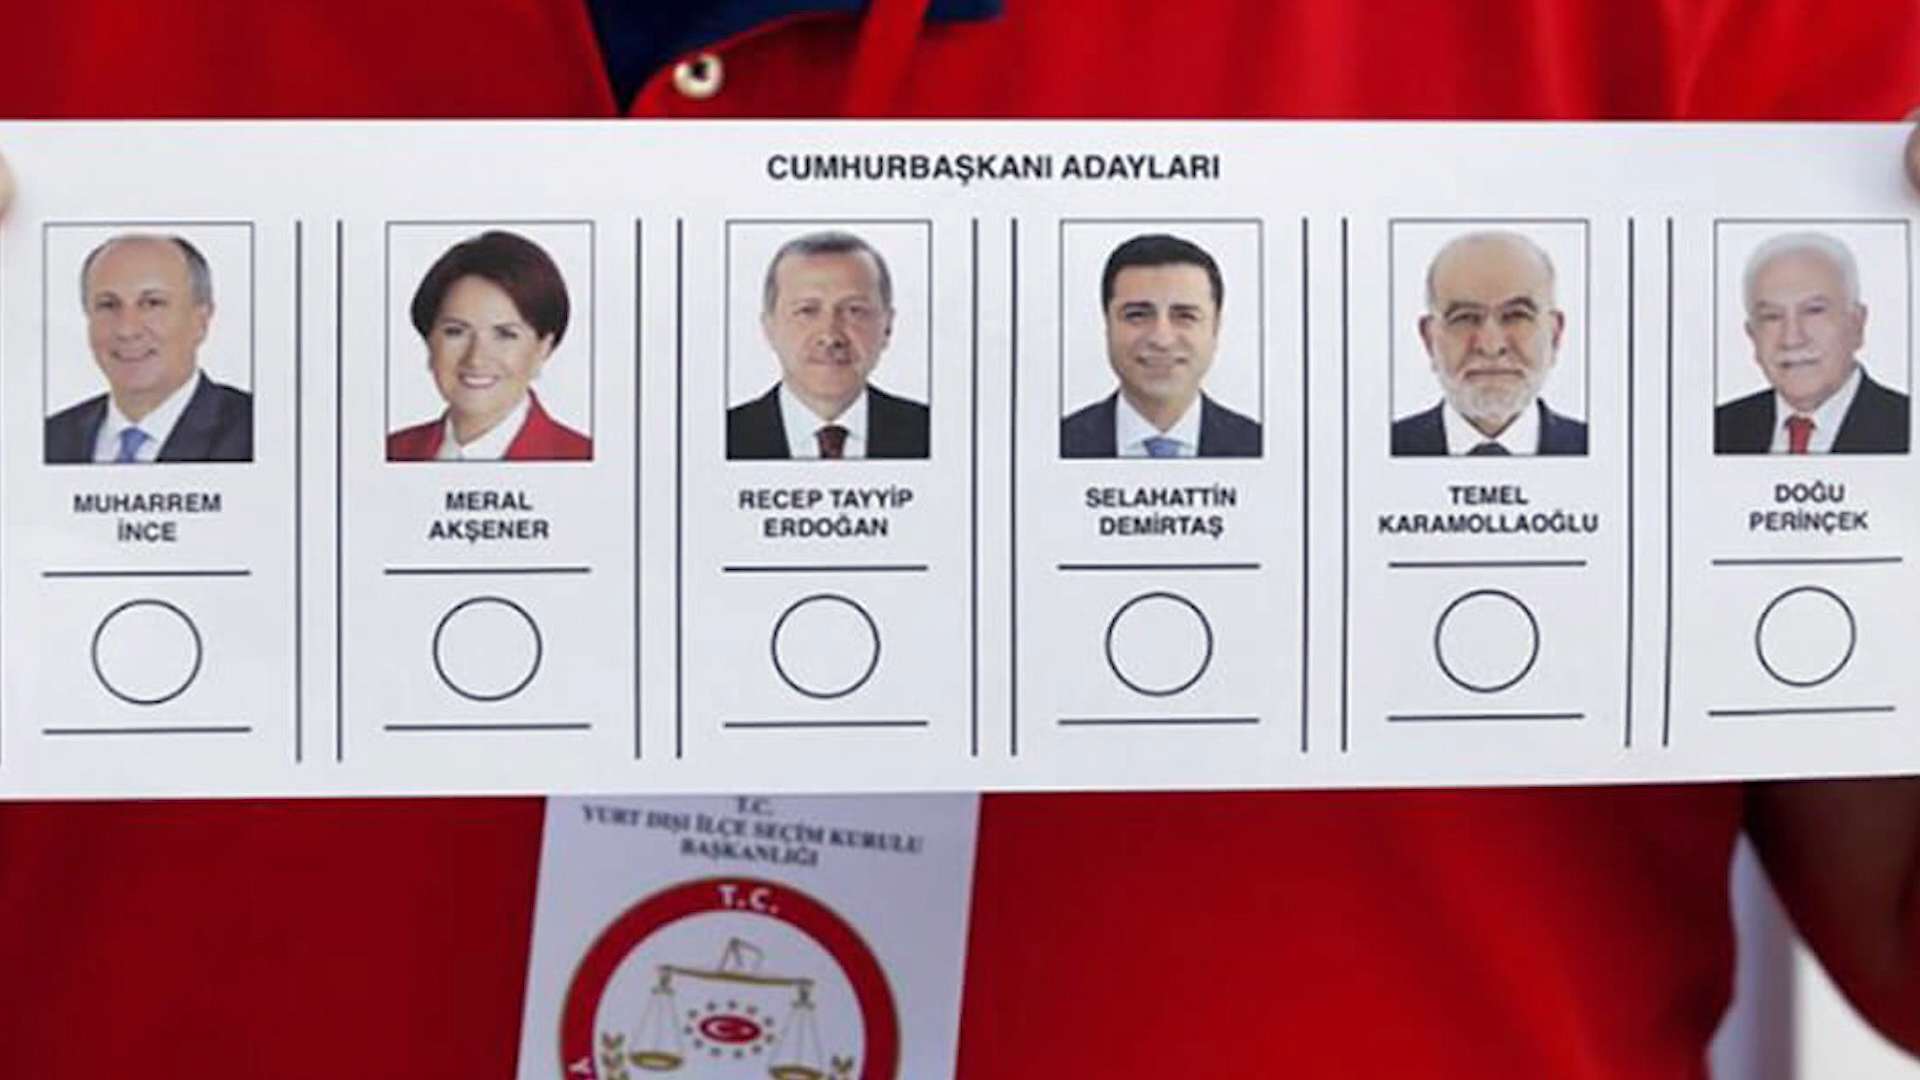 CUMHURBAŞKANI ADAYLARI
MUHARREM
İNCE
MERAL
AKŞENER
RECEP TAYYİP
ERDOĞAN
SELAHATTİN
DEMİRTAŞ
TEMEL
KARAMOLLAOĞLU
DOĞU
PERİNÇEK
T.C.
YURT DIŞI İLÇE SEÇİM KURULU
BAŞKANLIĞI
T.C.